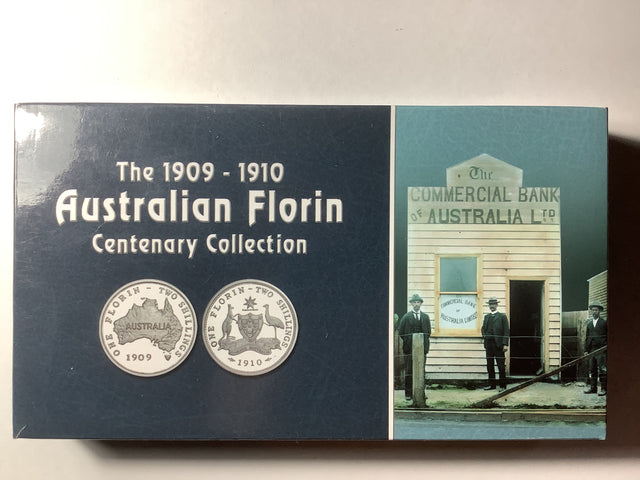 The 1909 - 1910
Australian Florin
Centenary Collection
ONE FLORIN - TWO SHILLINGS
AUSTRALIA
1909
ONE FLORIN - TWO SHILLINGS
1910
The
COMMERCIAL BANK
OF AUSTRALIA LTD
COMMERCIAL BANK
OF
AUSTRALIA LIMITED